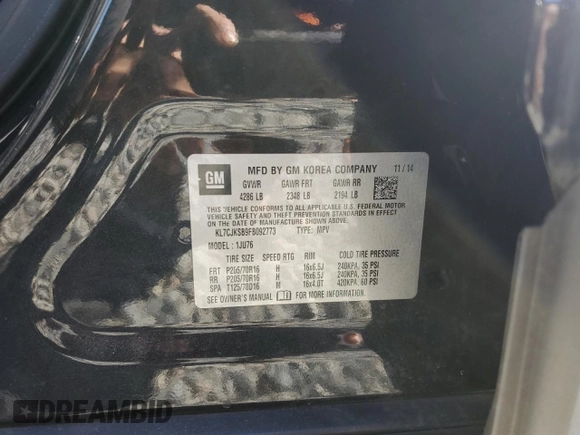 GM MFD BY GM KOREA COMPANY 11/14
GVWR GAWR FRT GAWR RR
4286 LB 2348 LB 2194 LB
THIS VEHICLE CONFORMS TO ALL APPLICABLE U.S. FEDERAL MOTOR
VEHICLE SAFETY AND THEFT PREVENTION STANDARDS IN EFFECT ON
THE DATE OF MANUFACTURE SHOWN ABOVE.
KL7CJKSB9FB092773 TYPE: MPV
MODEL: 1JU76
TIRE SIZE SPEED RTG RIM COLD TIRE PRESSURE
FRT P205/70R16 H 16x6.5J 240KPA, 35 PSI
RR P205/70R16 H 16x6.5J 240KPA, 35 PSI
SPA T125/70D16 M 16x4.0T 420KPA, 60 PSI
SEE OWNER'S MANUAL FOR MORE INFORMATION.
DREAMBID